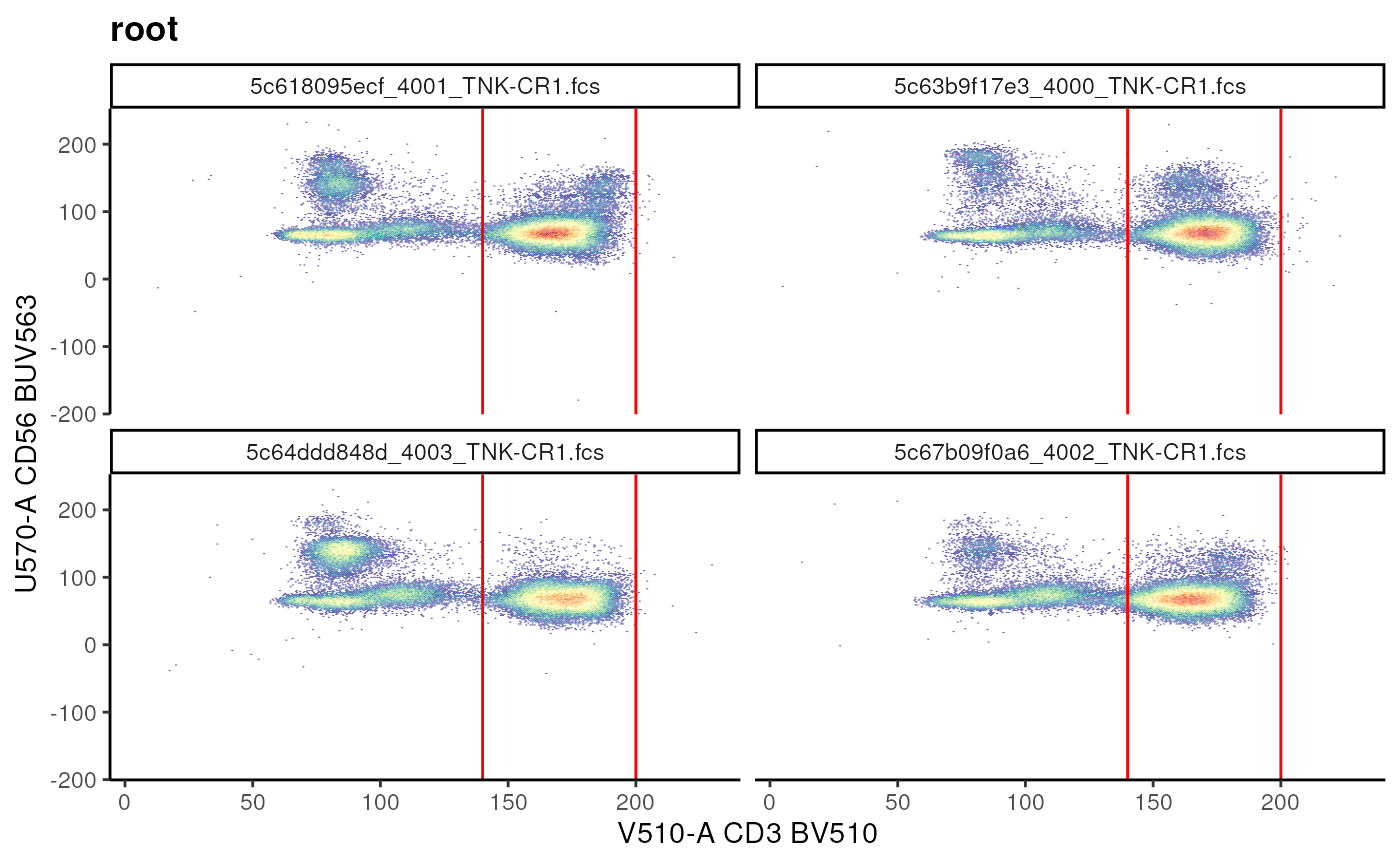 root
5c618095ecf_4001_TNK-CR1.fcs
5c63b9f17e3_4000_TNK-CR1.fcs
200
100
0
-100
-200
5c64ddd848d_4003_TNK-CR1.fcs
5c67b09f0a6_4002_TNK-CR1.fcs
200
100
0
-100
-200
U570-A CD56 BUV563
0 50 100 150 200
0 50 100 150 200
V510-A CD3 BV510